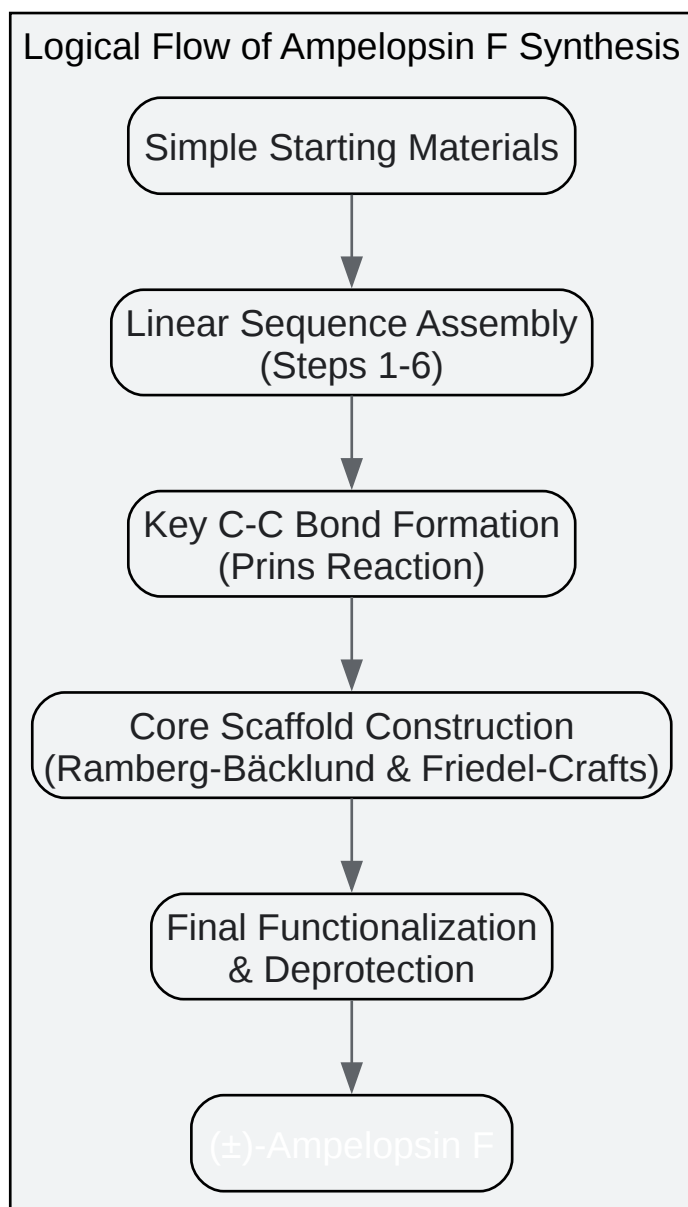 Logical Flow of Ampelopsin F Synthesis
Simple Starting Materials
Linear Sequence Assembly
(Steps 1-6)
Key C-C Bond Formation
(Prins Reaction)
Core Scaffold Construction
(Ramberg-Bäcklund & Friedel-Crafts)
Final Functionalization
& Deprotection
(±)-Ampelopsin F